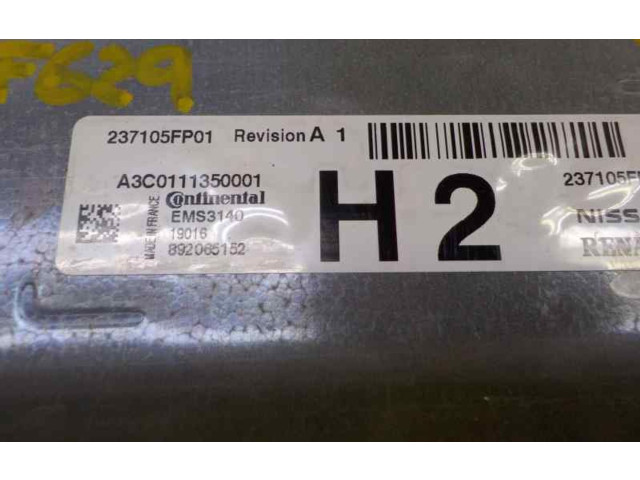 F629
237105FP01 Revision A 1
A3C0111350001
Continental
EMS3140
19016
892065152
MADE IN FRANCE
H2
237105F
NISS
RENA